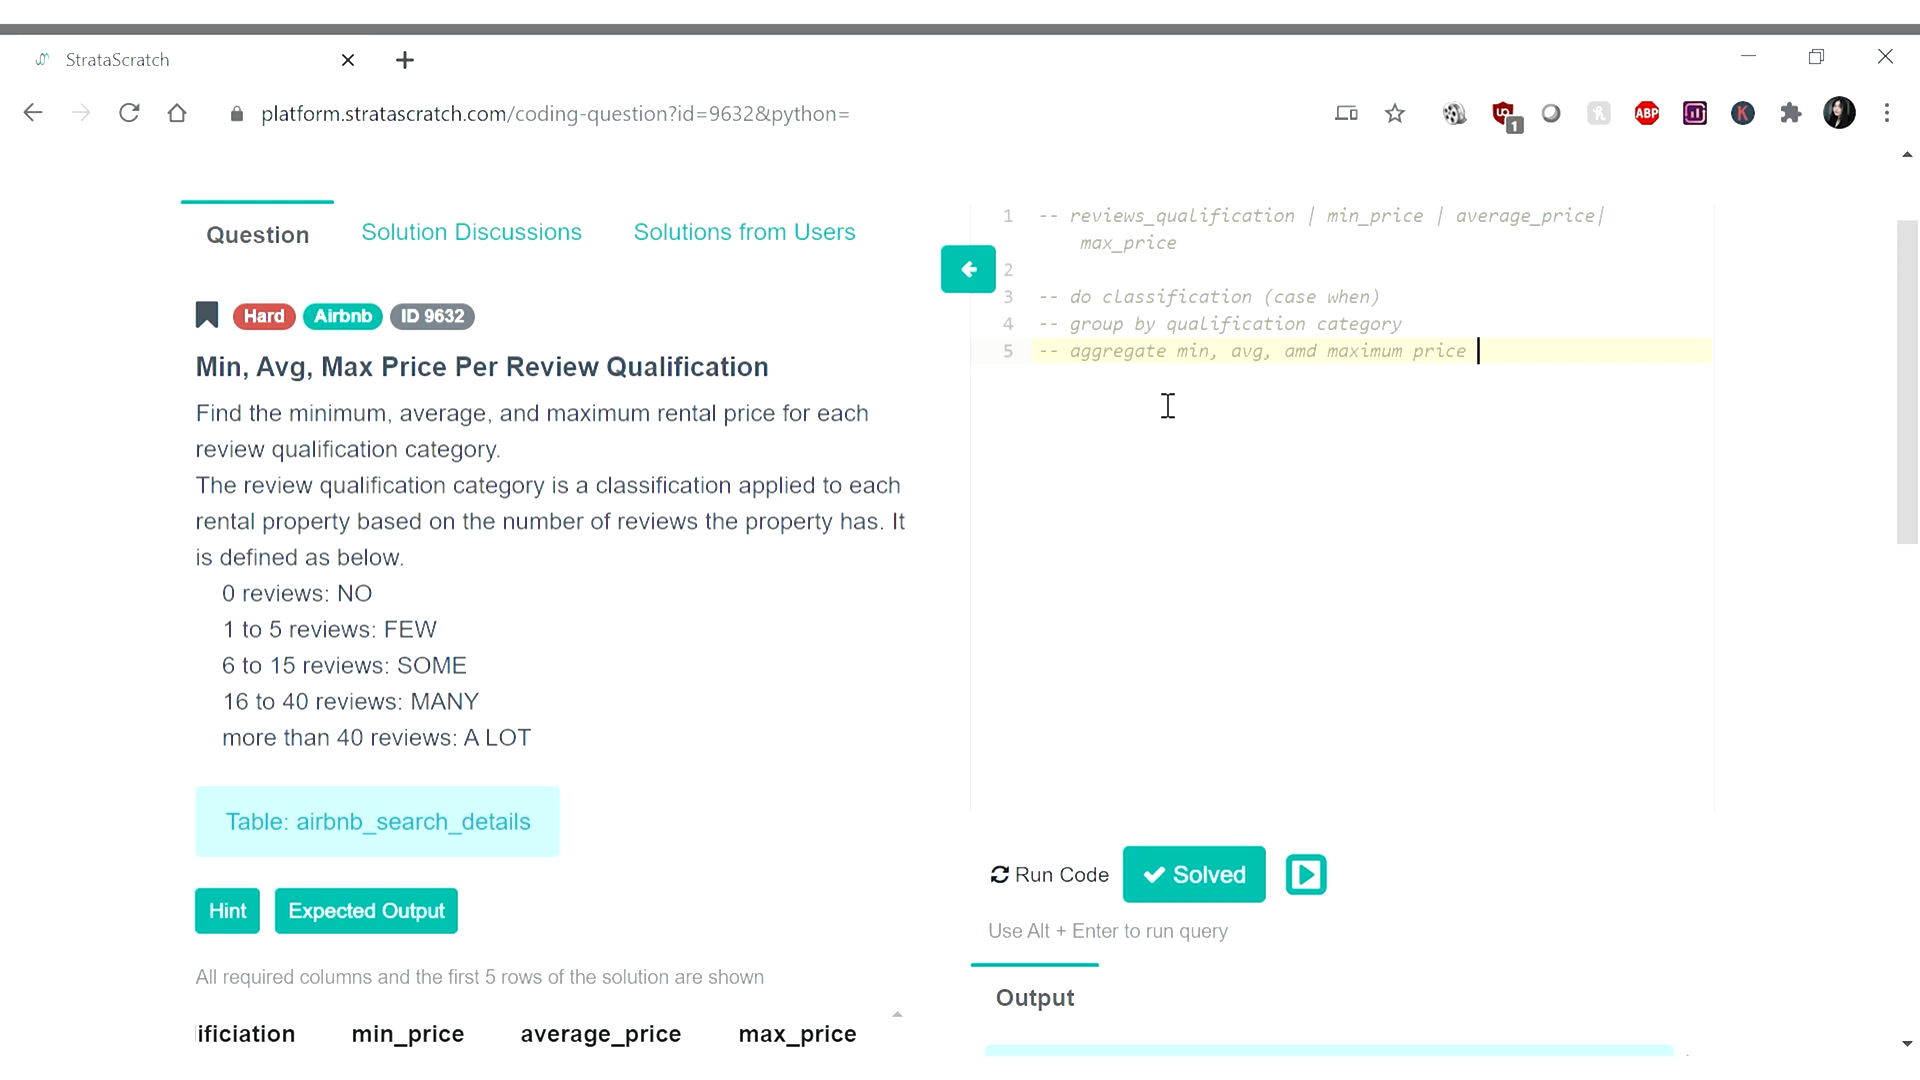 StrataScratch
platform.stratascratch.com/coding-question?id=9632&python=
1
ABP
K
Question
Solution Discussions
Solutions from Users
Hard
Airbnb
ID 9632
Min, Avg, Max Price Per Review Qualification
Find the minimum, average, and maximum rental price for each
review qualification category.
The review qualification category is a classification applied to each
rental property based on the number of reviews the property has. It
is defined as below.
0 reviews: NO
1 to 5 reviews: FEW
6 to 15 reviews: SOME
16 to 40 reviews: MANY
more than 40 reviews: A LOT
Table: airbnb_search_details
Hint
Expected Output
All required columns and the first 5 rows of the solution are shown
ificiation min_price average_price max_price
1 -- reviews_qualification | min_price | average_price|
max_price
2
3 -- do classification (case when)
4 -- group by qualification category
5 -- aggregate min, avg, amd maximum price
Run Code
Solved
Use Alt + Enter to run query
Output